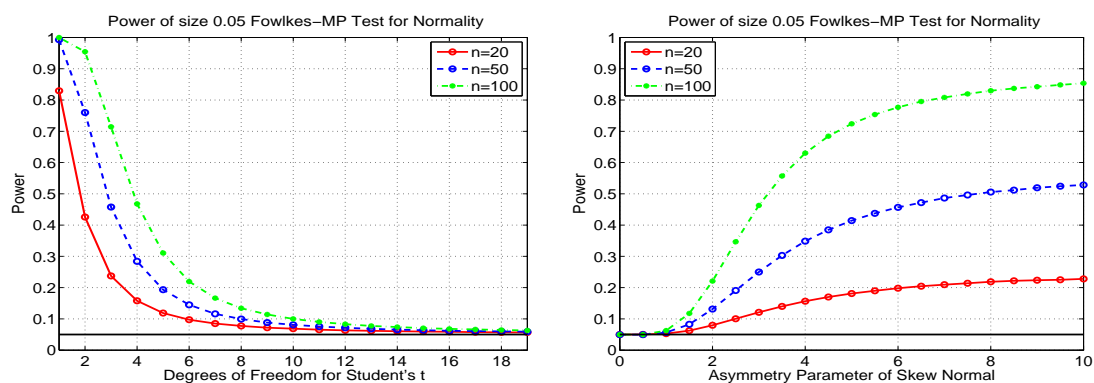 Power of size 0.05 Fowlkes−MP Test for Normality
1
0.9
0.8
0.7
0.6
0.5
0.4
0.3
0.2
0.1
0
Power
n=20
n=50
n=100
2 4 6 8 10 12 14 16 18
Degrees of Freedom for Student's t
Power of size 0.05 Fowlkes−MP Test for Normality
1
0.9
0.8
0.7
0.6
0.5
0.4
0.3
0.2
0.1
0
Power
n=20
n=50
n=100
0 2 4 6 8 10
Asymmetry Parameter of Skew Normal